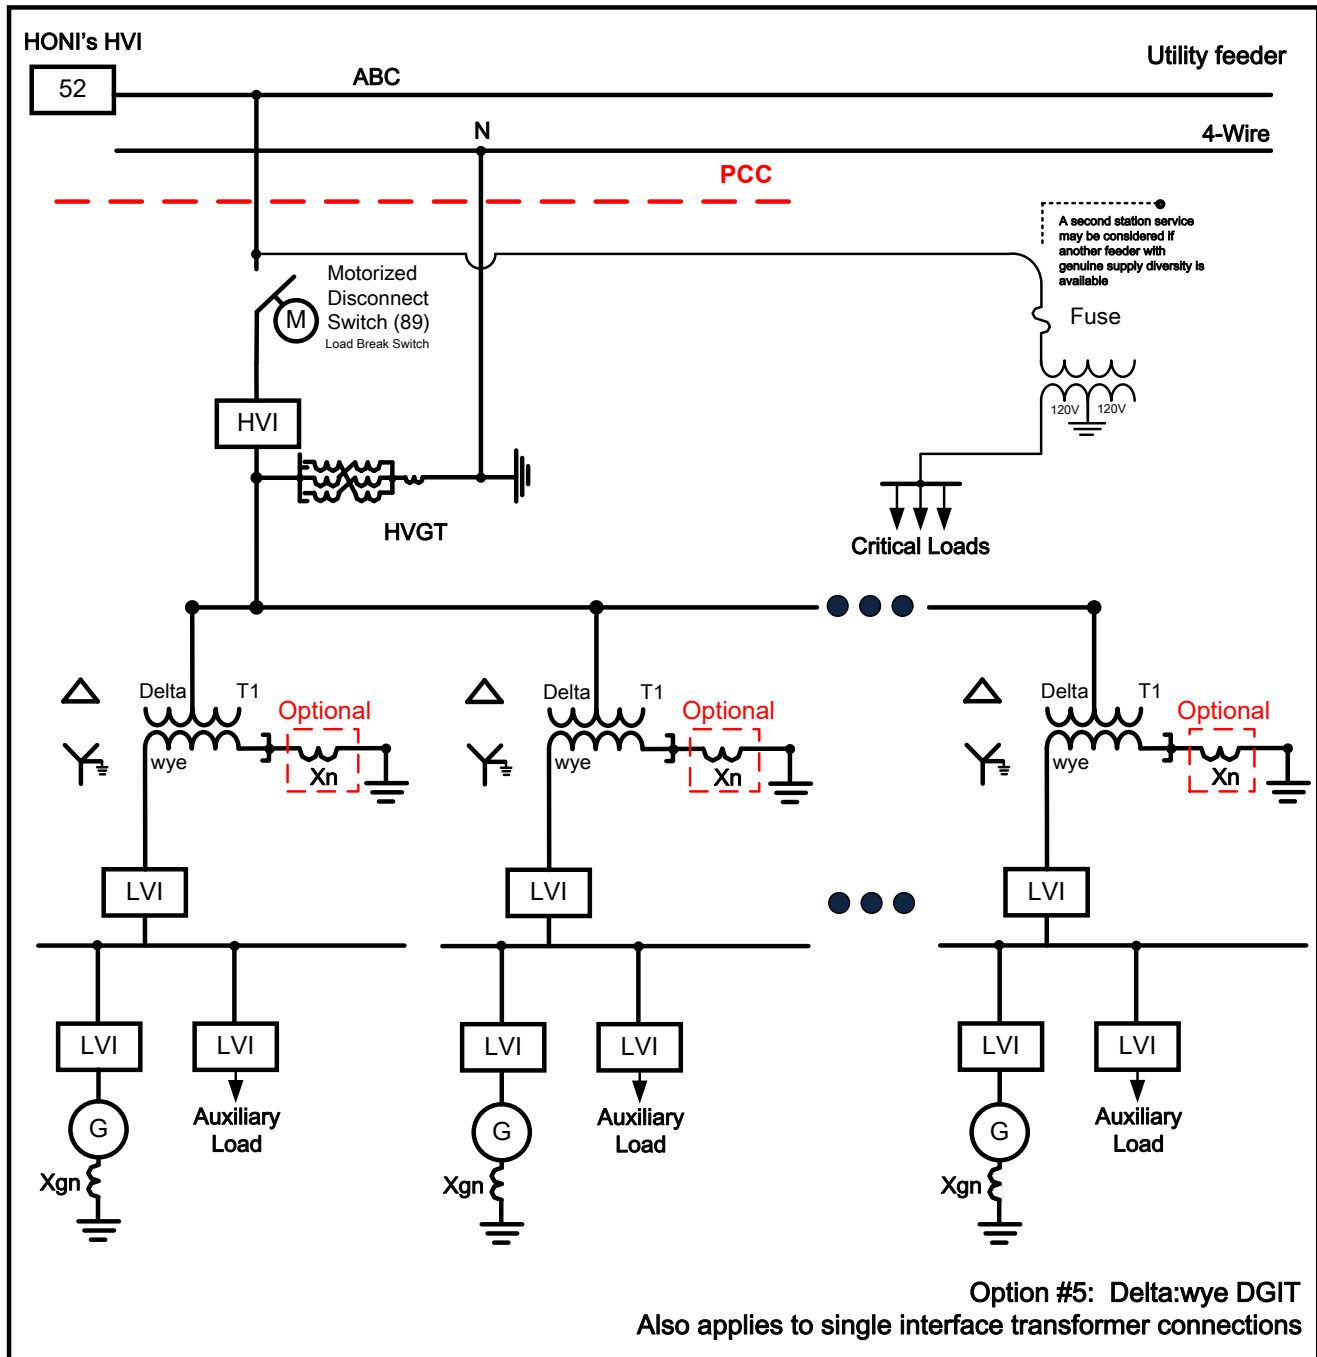 HONI's HVI
Utility feeder
52
ABC
N
4-Wire
PCC
A second station service
may be considered if
another feeder with
genuine supply diversity is
available
Motorized
Disconnect
Switch (89)
Load Break Switch
M
Fuse
HVI
120V
120V
HVGT
Critical Loads
Delta
T1
Optional
wye
Xn
Delta
T1
Optional
wye
Xn
Delta
T1
Optional
wye
Xn
LVI
LVI
LVI
LVI
LVI
LVI
LVI
LVI
LVI
G
Auxiliary
Load
Xgn
G
Auxiliary
Load
Xgn
G
Auxiliary
Load
Xgn
Option #5: Delta:wye DGIT
Also applies to single interface transformer connections